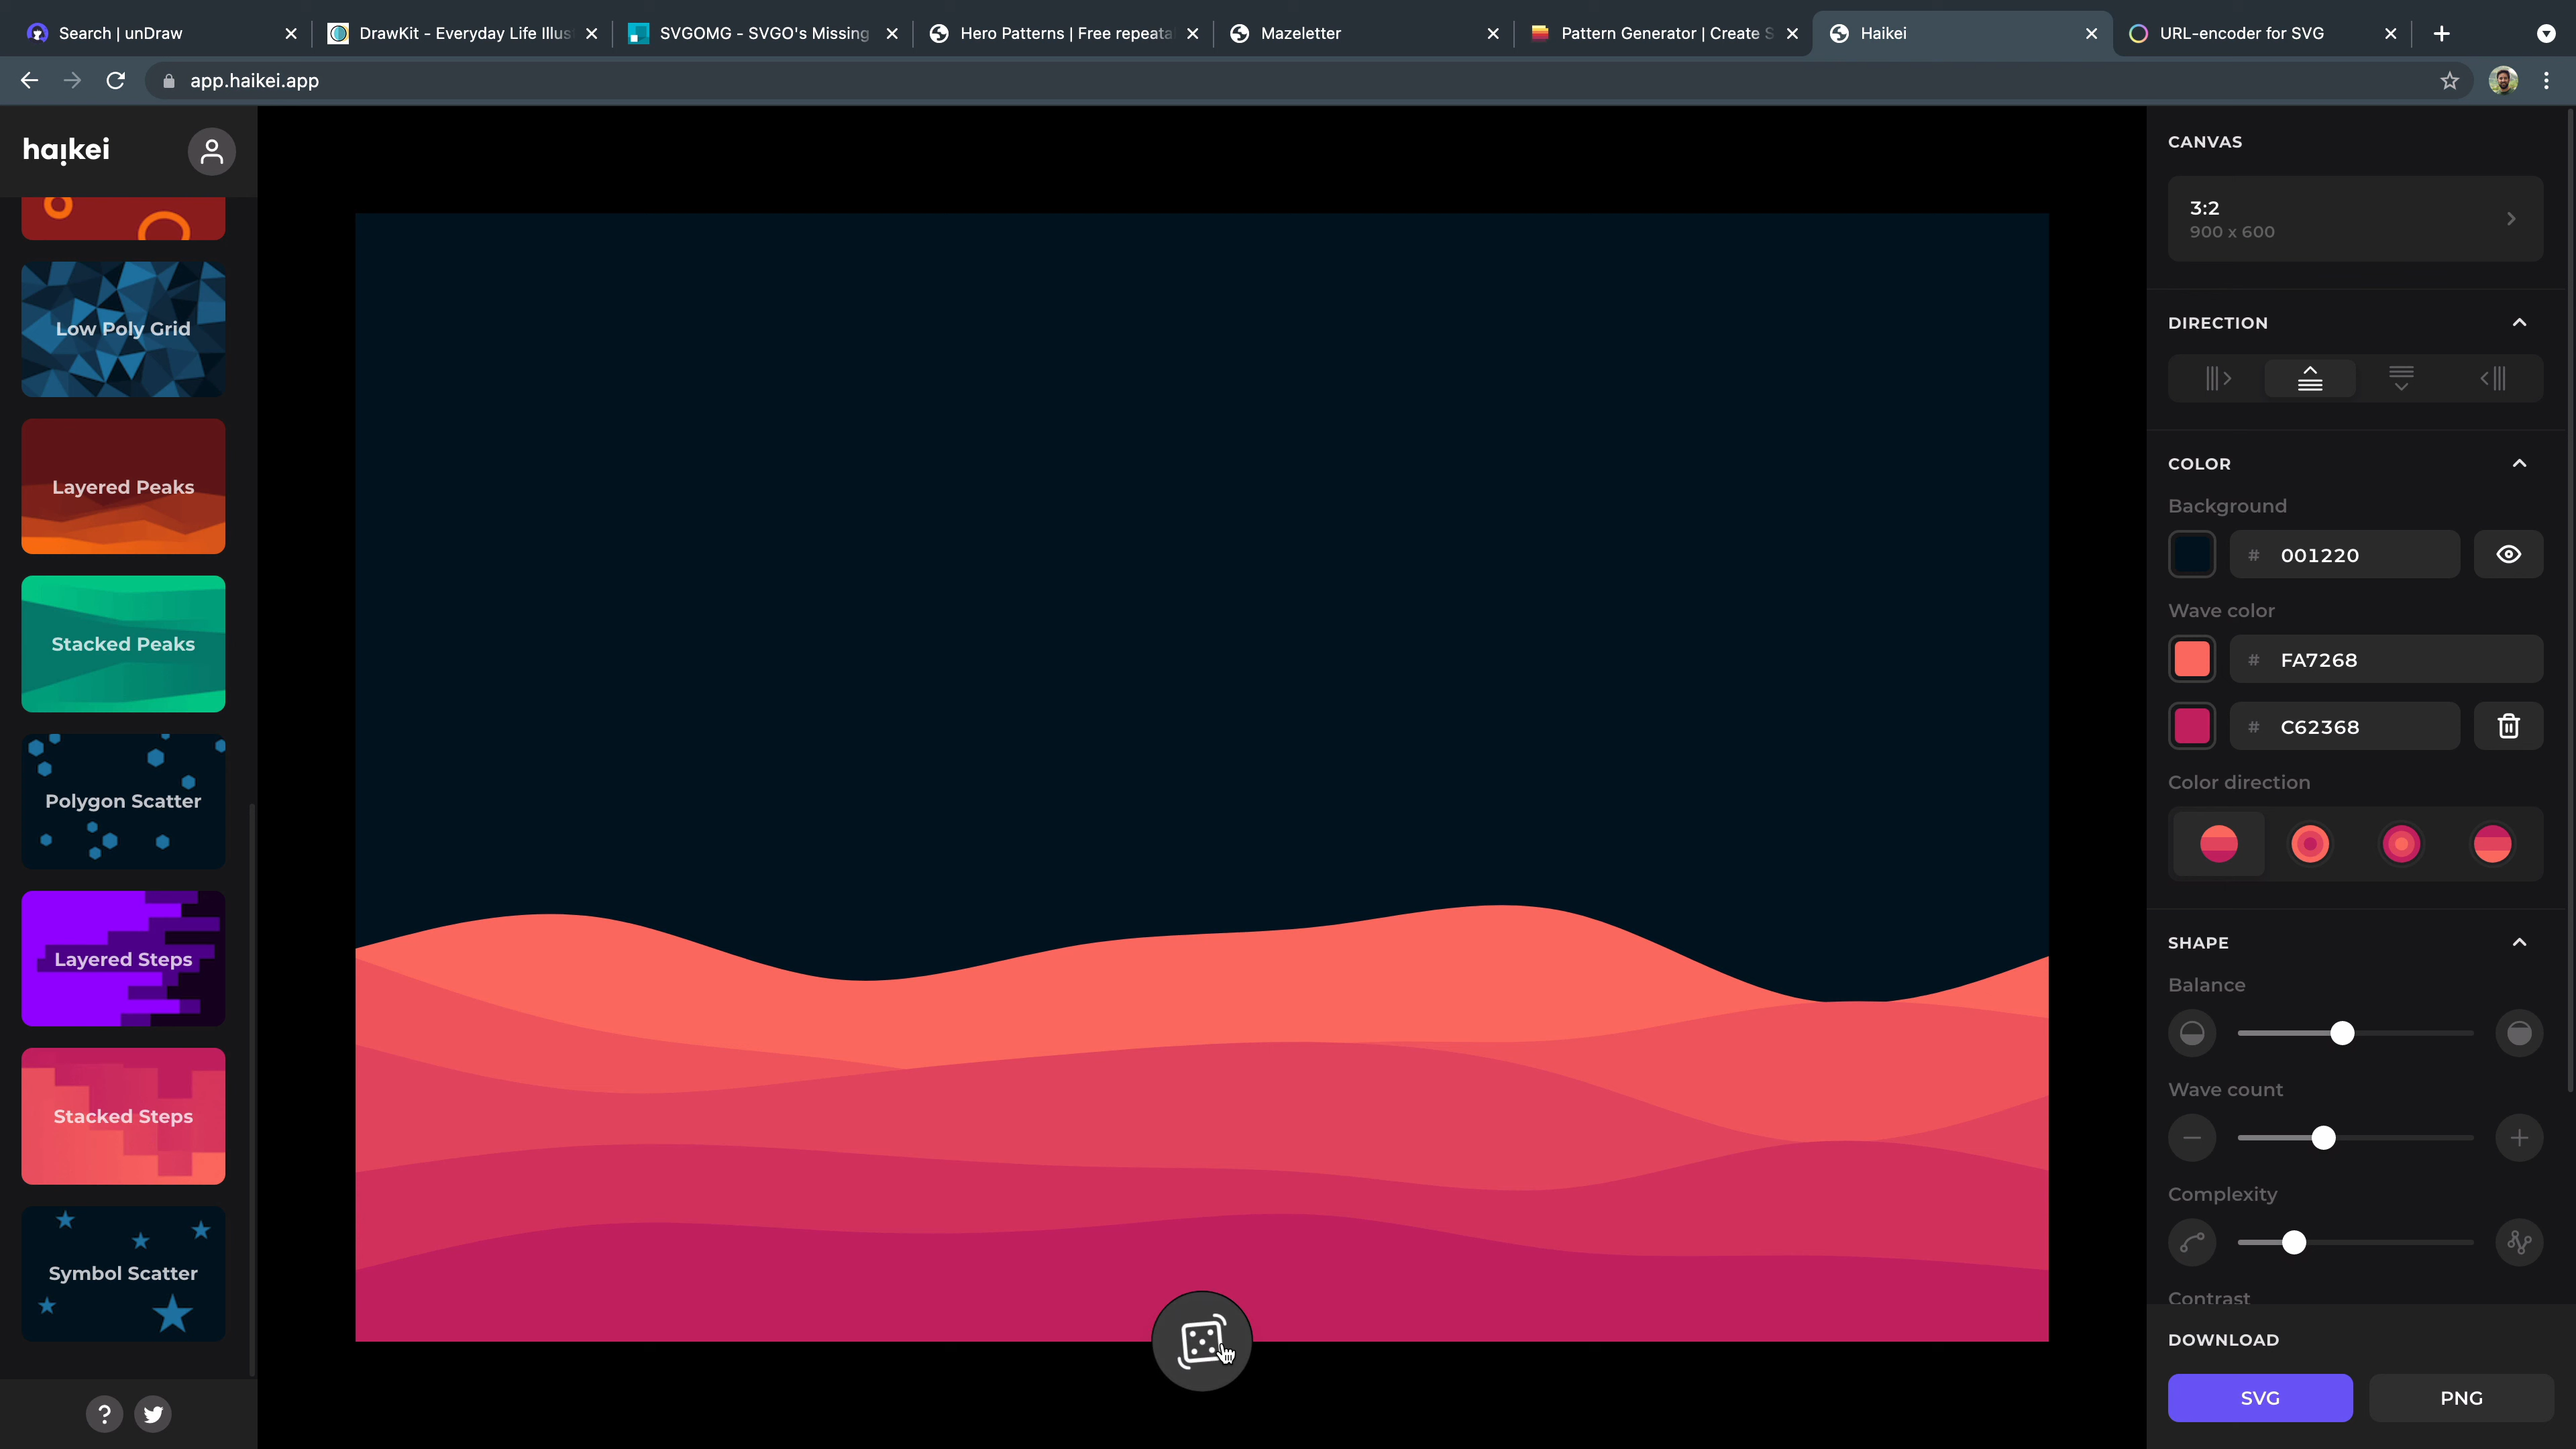 Search | unDraw
DrawKit - Everyday Life Illus
SVGOMG - SVGO's Missing
Hero Patterns | Free repeata
Mazeletter
Pattern Generator | Create S
Haikei
URL-encoder for SVG
app.haikei.app
haikei
Low Poly Grid
Layered Peaks
Stacked Peaks
Polygon Scatter
Layered Steps
Stacked Steps
Symbol Scatter
?
CANVAS
3:2
900 x 600
DIRECTION
COLOR
Background
# 001220
Wave color
# FA7268
# C62368
Color direction
SHAPE
Balance
Wave count
Complexity
Contrast
DOWNLOAD
SVG
PNG